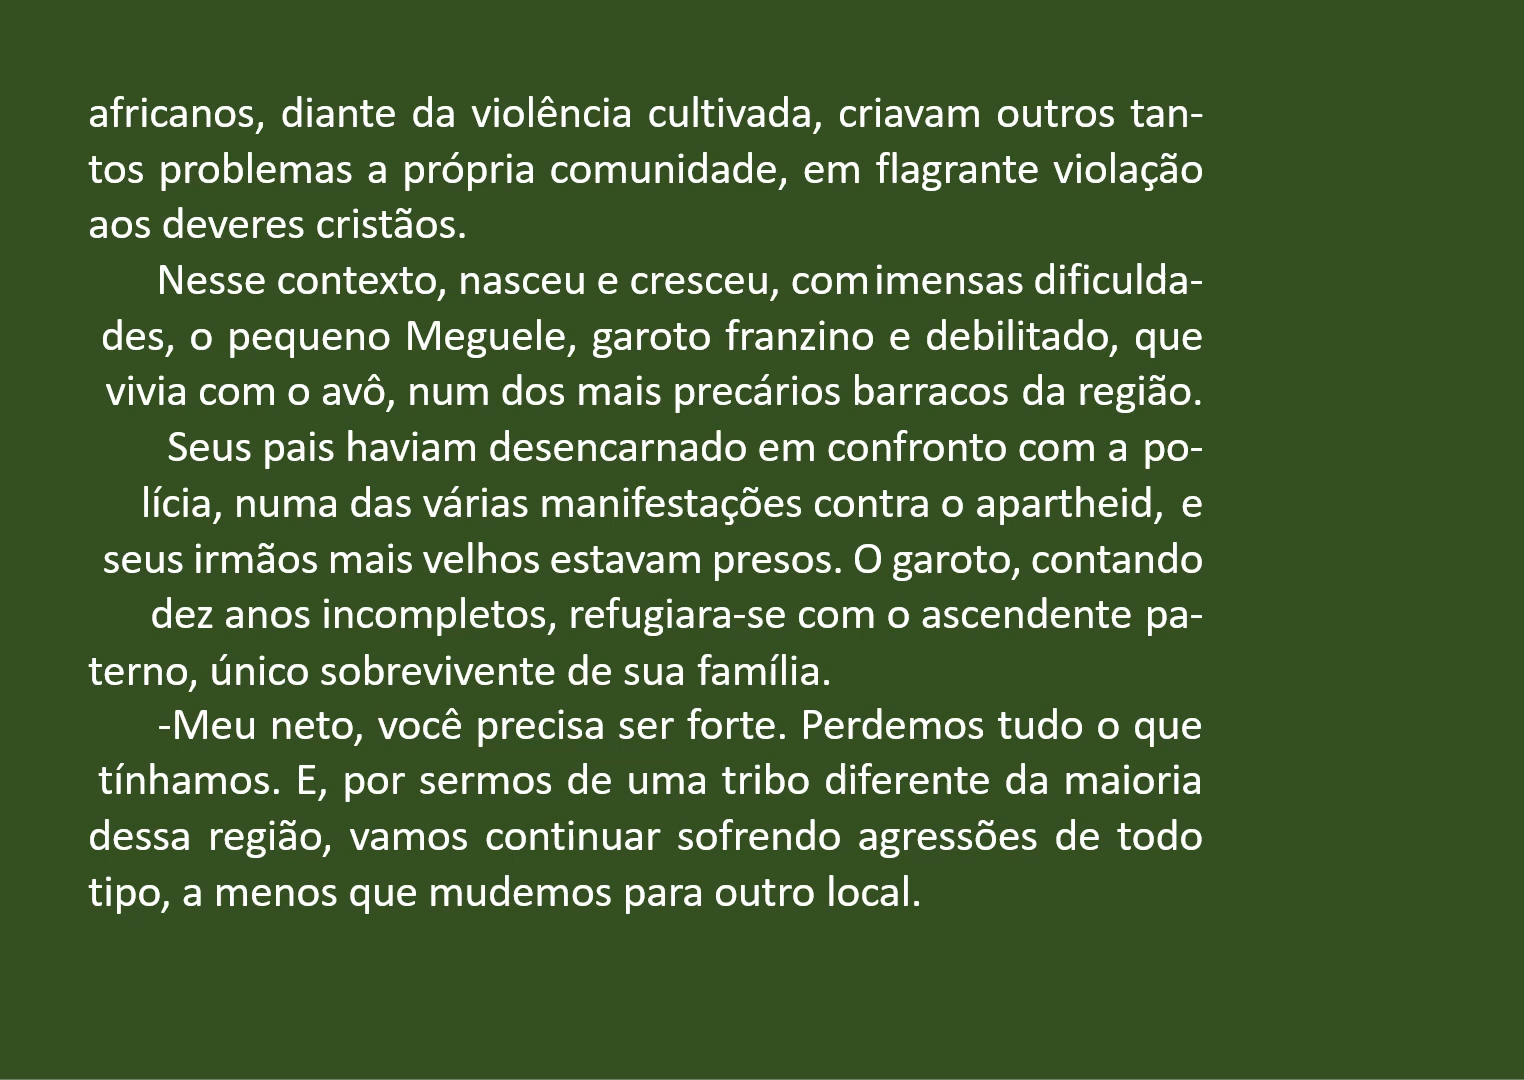 africanos, diante da violência cultivada, criavam outros tan-
tos problemas a própria comunidade, em flagrante violação
aos deveres cristãos.
Nesse contexto, nasceu e cresceu, com imensas dificulda-
des, o pequeno Meguele, garoto franzino e debilitado, que
vivia com o avô, num dos mais precários barracos da região.
Seus pais haviam desencarnado em confronto com a po-
lícia, numa das várias manifestações contra o apartheid, e
seus irmãos mais velhos estavam presos. O garoto, contando
dez anos incompletos, refugiara-se com o ascendente pa-
terno, único sobrevivente de sua família.
-Meu neto, você precisa ser forte. Perdemos tudo o que
tínhamos. E, por sermos de uma tribo diferente da maioria
dessa região, vamos continuar sofrendo agressões de todo
tipo, a menos que mudemos para outro local.